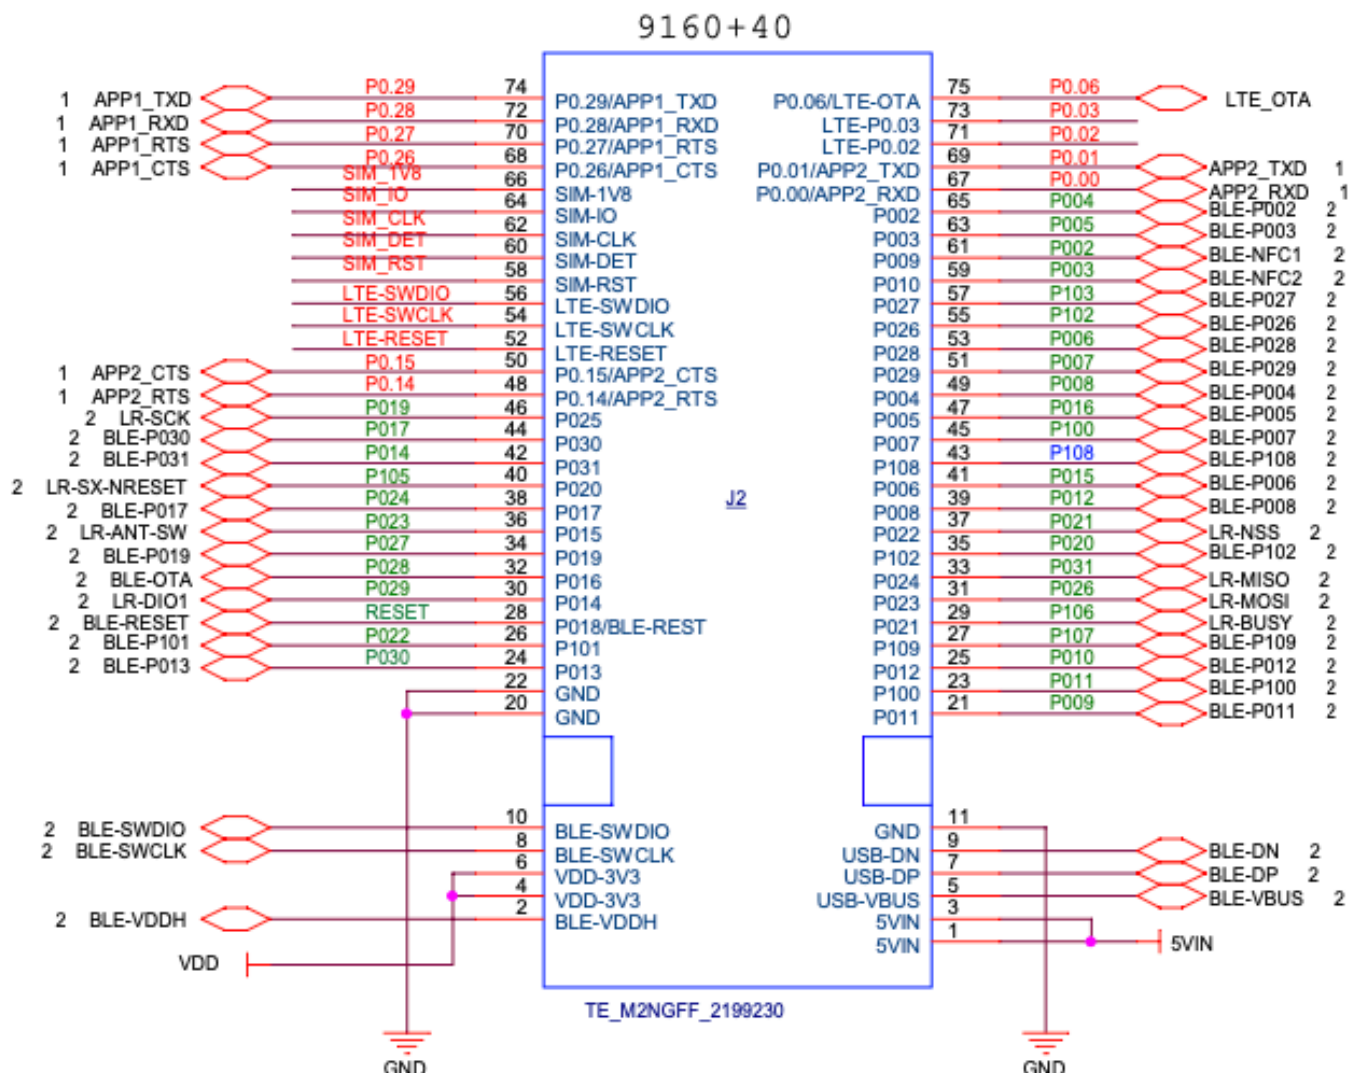 9160+40
1 APP1_TXD P0.29 74 P0.29/APP1_TXD P0.06/LTE-OTA 75 P0.06 LTE_OTA
1 APP1_RXD P0.28 72 P0.28/APP1_RXD LTE-P0.03 73 P0.03
1 APP1_RTS P0.27 70 P0.27/APP1_RTS LTE-P0.02 71 P0.02
1 APP1_CTS P0.26 68 P0.26/APP1_CTS P0.01/APP2_TXD 69 P0.01 APP2_TXD 1
SIM_1V8 66 SIM-1V8 P0.00/APP2_RXD 67 P0.00 APP2_RXD 1
SIM_IO 64 SIM-IO P002 65 P004 BLE-P002 2
SIM_CLK 62 SIM-CLK P003 63 P005 BLE-P003 2
SIM_DET 60 SIM-DET P009 61 P002 BLE-NFC1 2
SIM_RST 58 SIM-RST P010 59 P003 BLE-NFC2 2
LTE-SWDIO 56 LTE-SWDIO P027 57 P103 BLE-P027 2
LTE-SWCLK 54 LTE-SWCLK P026 55 P102 BLE-P026 2
LTE-RESET 52 LTE-RESET P028 53 P006 BLE-P028 2
1 APP2_CTS P0.15 50 P0.15/APP2_CTS P029 51 P007 BLE-P029 2
1 APP2_RTS P0.14 48 P0.14/APP2_RTS P004 49 P008 BLE-P004 2
2 LR-SCK P019 46 P025 P005 47 P016 BLE-P005 2
2 BLE-P030 P017 44 P030 P007 45 P100 BLE-P007 2
2 BLE-P031 P014 42 P031 P108 43 P108 BLE-P108 2
2 LR-SX-NRESET P105 40 P020 P006 41 P015 BLE-P006 2
2 BLE-P017 P024 38 P017 P008 39 P012 BLE-P008 2
2 LR-ANT-SW P023 36 P015 P022 37 P021 LR-NSS 2
2 BLE-P019 P027 34 P019 P102 35 P020 BLE-P102 2
2 BLE-OTA P028 32 P016 P024 33 P031 LR-MISO 2
2 LR-DIO1 P029 30 P014 P023 31 P026 LR-MOSI 2
2 BLE-RESET RESET 28 P018/BLE-REST P021 29 P106 LR-BUSY 2
2 BLE-P101 P022 26 P101 P109 27 P107 BLE-P109 2
2 BLE-P013 P030 24 P013 P012 25 P010 BLE-P012 2
22 GND P100 23 P011 BLE-P100 2
20 GND P011 21 P009 BLE-P011 2
J2
2 BLE-SWDIO 10 BLE-SWDIO GND 11
2 BLE-SWCLK 8 BLE-SWCLK USB-DN 9 BLE-DN 2
6 VDD-3V3 USB-DP 7 BLE-DP 2
4 VDD-3V3 USB-VBUS 5 BLE-VBUS 2
2 BLE-VDDH 2 BLE-VDDH 5VIN 3
VDD 5VIN 1 5VIN
TE_M2NGFF_2199230
GND GND